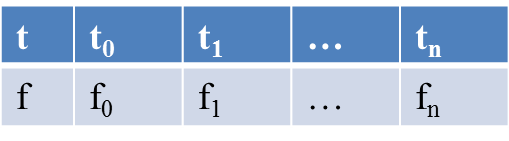 t t₀ t₁ ... tₙ
f f₀ f₁ ... fₙ